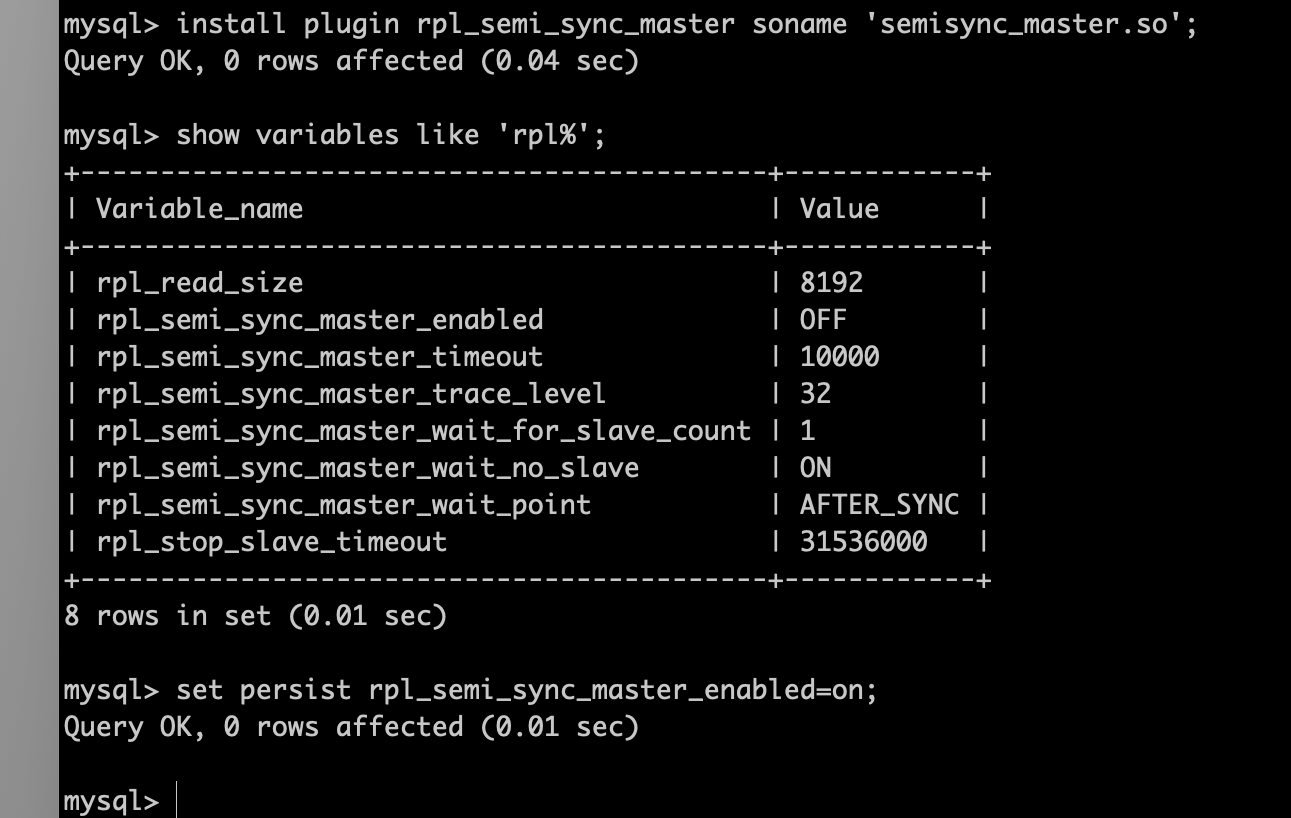 mysql> install plugin rpl_semi_sync_master soname 'semisync_master.so';
Query OK, 0 rows affected (0.04 sec)
mysql> show variables like 'rpl%';
+-------------------------------------------+------------+
| Variable_name                             | Value      |
+-------------------------------------------+------------+
| rpl_read_size                             | 8192       |
| rpl_semi_sync_master_enabled              | OFF        |
| rpl_semi_sync_master_timeout              | 10000      |
| rpl_semi_sync_master_trace_level          | 32         |
| rpl_semi_sync_master_wait_for_slave_count | 1          |
| rpl_semi_sync_master_wait_no_slave        | ON         |
| rpl_semi_sync_master_wait_point           | AFTER_SYNC |
| rpl_stop_slave_timeout                    | 31536000   |
+-------------------------------------------+------------+
8 rows in set (0.01 sec)
mysql> set persist rpl_semi_sync_master_enabled=on;
Query OK, 0 rows affected (0.01 sec)
mysql>